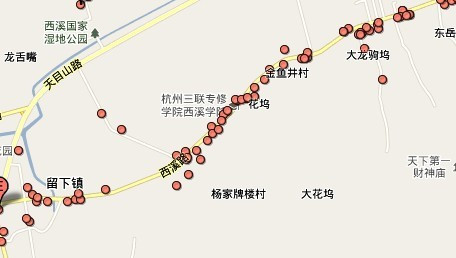 西溪国家
湿地公园
龙舌嘴
天目山路
东岳
大龙驹坞
金鱼井村
杭州三联专修
学院西溪学院
花坞
西溪路
留下镇
杨家牌楼村
大花坞
天下第一
财神庙
花园